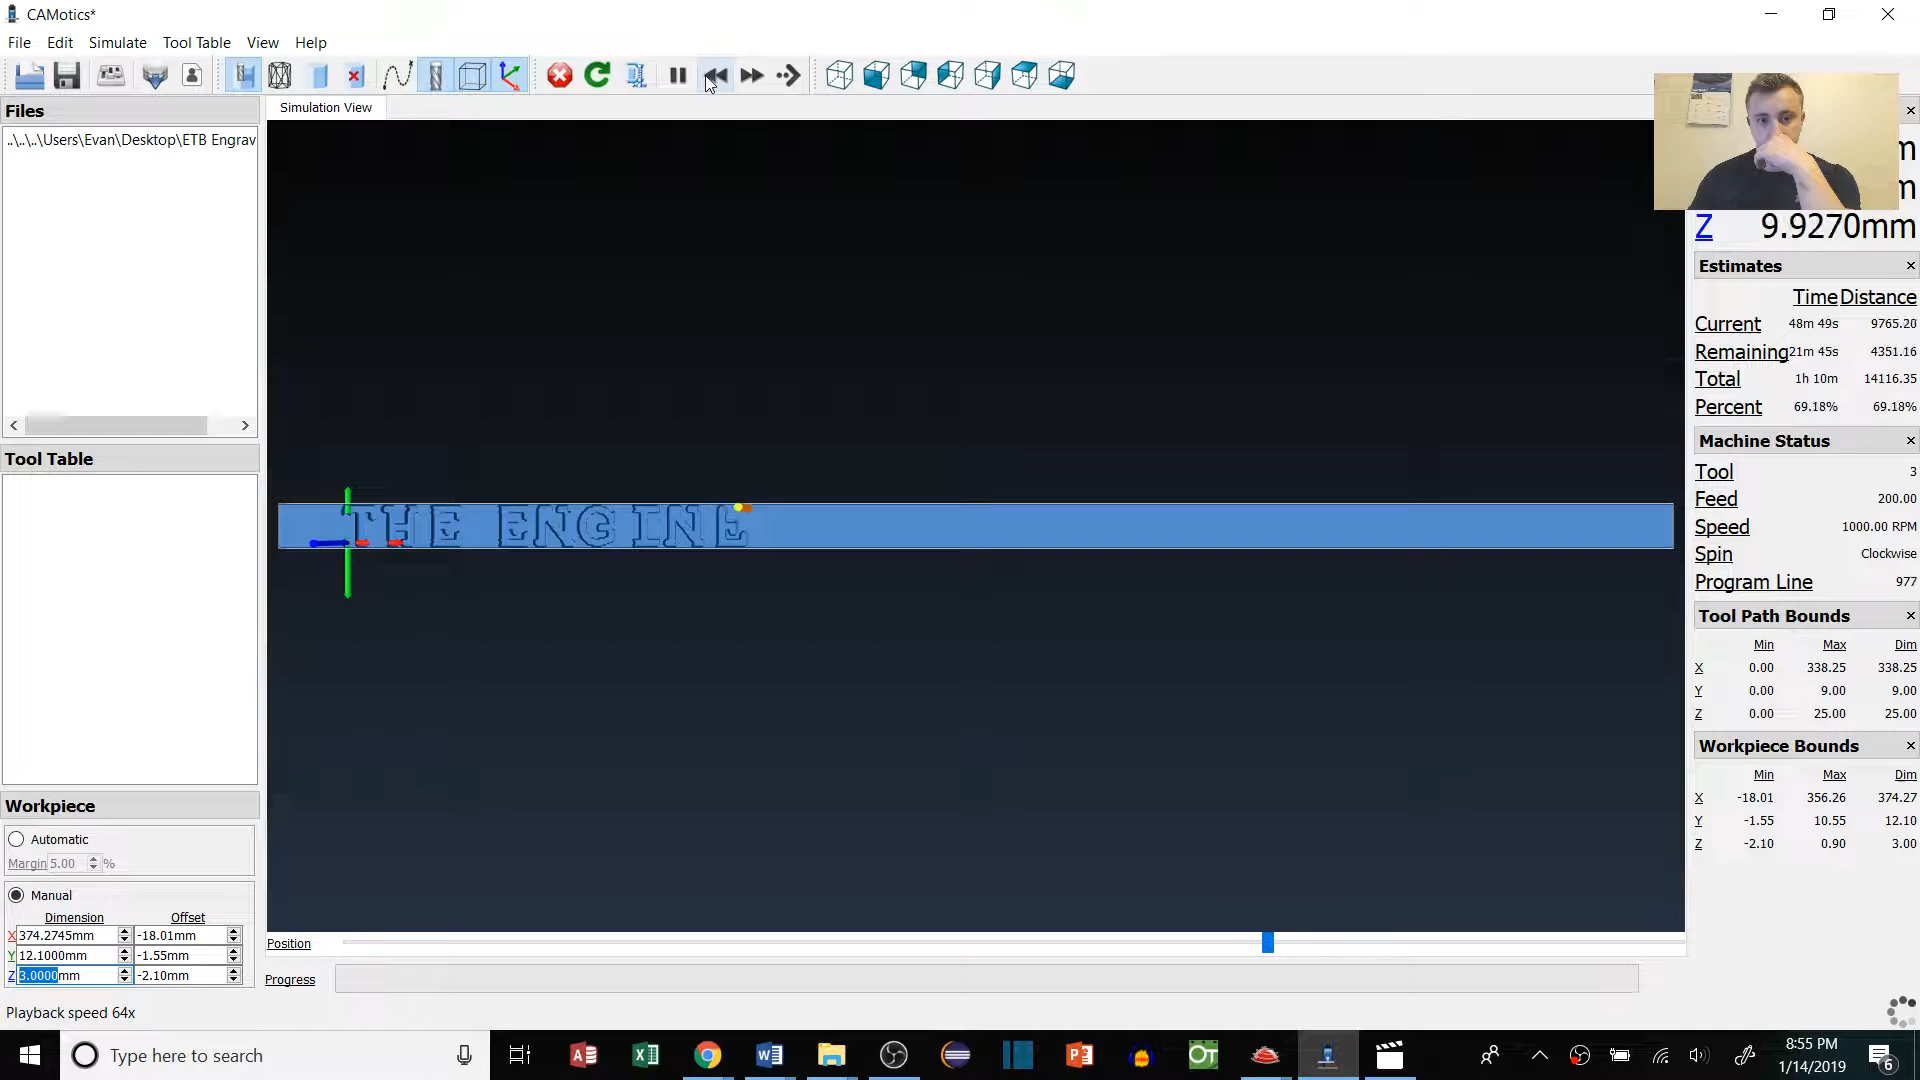 CAMotics*
File Edit Simulate Tool Table View Help
Files
..\..\..\Users\Evan\Desktop\ETB Engrav
Tool Table
Workpiece
Automatic
Margin 5.00 %
Manual
Dimension Offset
X 374.2745mm -18.01mm
Y 12.1000mm -1.55mm
Z 3.0000mm -2.10mm
Playback speed 64x
Simulation View
THE ENGINE
Position
Progress
Z 9.9270mm
Estimates
Time Distance
Current 48m 49s 9765.20
Remaining 21m 45s 4351.16
Total 1h 10m 14116.35
Percent 69.18% 69.18%
Machine Status
Tool 3
Feed 200.00
Speed 1000.00 RPM
Spin Clockwise
Program Line 977
Tool Path Bounds
Min Max Dim
X 0.00 338.25 338.25
Y 0.00 9.00 9.00
Z 0.00 25.00 25.00
Workpiece Bounds
Min Max Dim
X -18.01 356.26 374.27
Y -1.55 10.55 12.10
Z -2.10 0.90 3.00
Type here to search
8:55 PM
1/14/2019
6